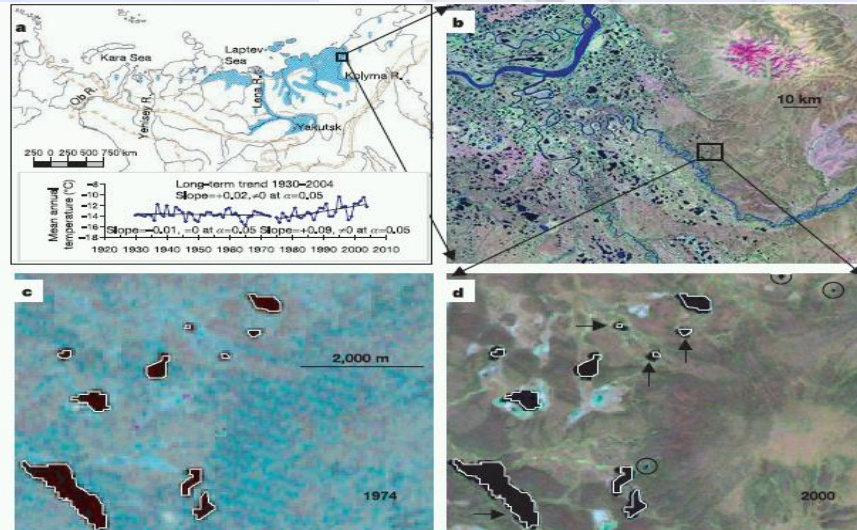 a
Kara Sea
Laptev
Sea
Ob R.
Yenisey R.
Lena R.
Kolyma R.
Yakutsk
250 0 250 500 750 km
Long-term trend 1930–2004
Slope=+0.02, ≠0 at α=0.05
Slope=–0.01, =0 at α=0.05 Slope=+0.09, ≠0 at α=0.05
Mean annual
temperature (°C)
–8
–10
–12
–14
–16
–18
1920 1930 1940 1950 1960 1970 1980 1990 2000 2010
b
10 km
c
2,000 m
1974
d
2000